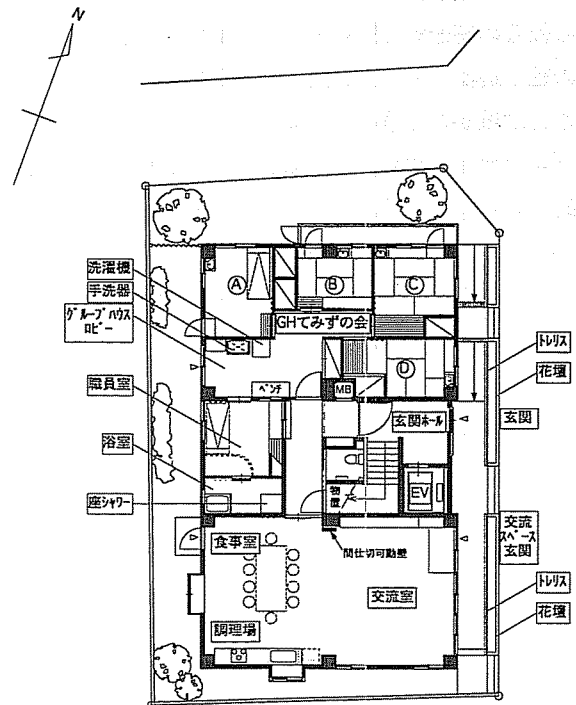 N
洗濯機
手洗器
グループハウス
ロビー
職員室
浴室
座シャワー
A
B
C
GHてみずの会
D
ベンチ
MB
玄関ホール
物置
EV
食事室
間仕切可動壁
交流室
調理場
トレリス
花壇
玄関
交流
スペース
玄関
トレリス
花壇